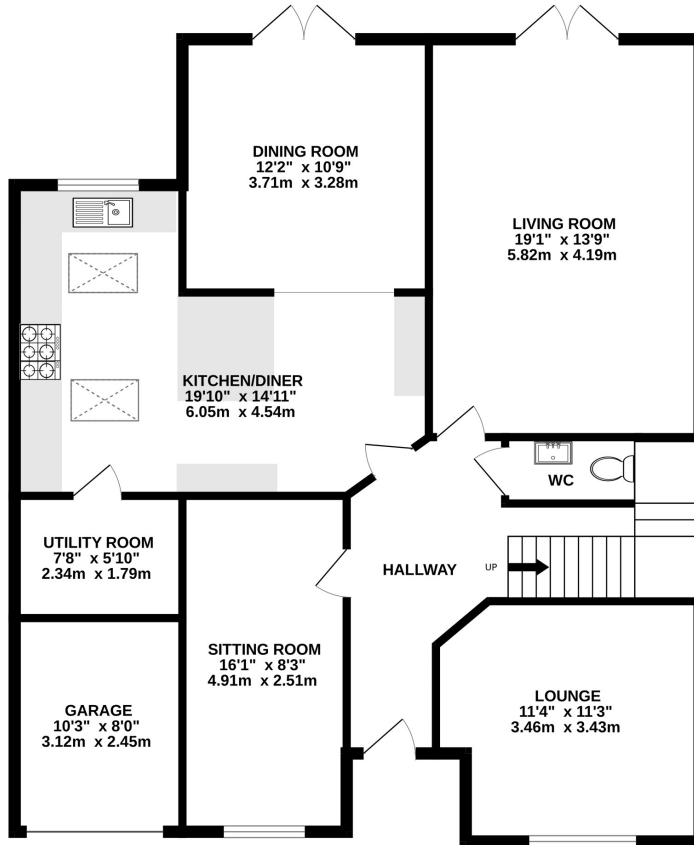 DINING ROOM
12'2" x 10'9"
3.71m x 3.28m
LIVING ROOM
19'1" x 13'9"
5.82m x 4.19m
KITCHEN/DINER
19'10" x 14'11"
6.05m x 4.54m
WC
UTILITY ROOM
7'8" x 5'10"
2.34m x 1.79m
HALLWAY
UP
SITTING ROOM
16'1" x 8'3"
4.91m x 2.51m
GARAGE
10'3" x 8'0"
3.12m x 2.45m
LOUNGE
11'4" x 11'3"
3.46m x 3.43m